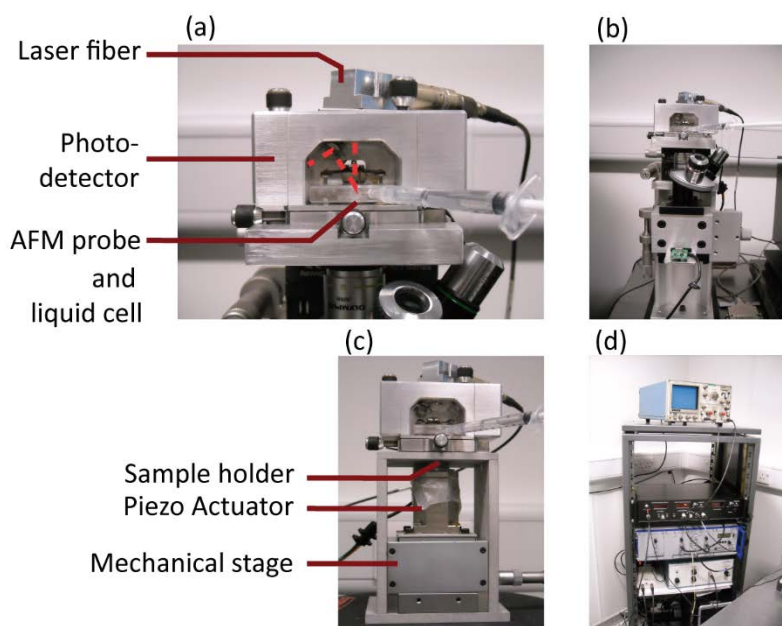 (a)
(b)
Laser fiber
Photo-
detector
AFM probe
and
liquid cell
(c)
(d)
Sample holder
Piezo Actuator
Mechanical stage